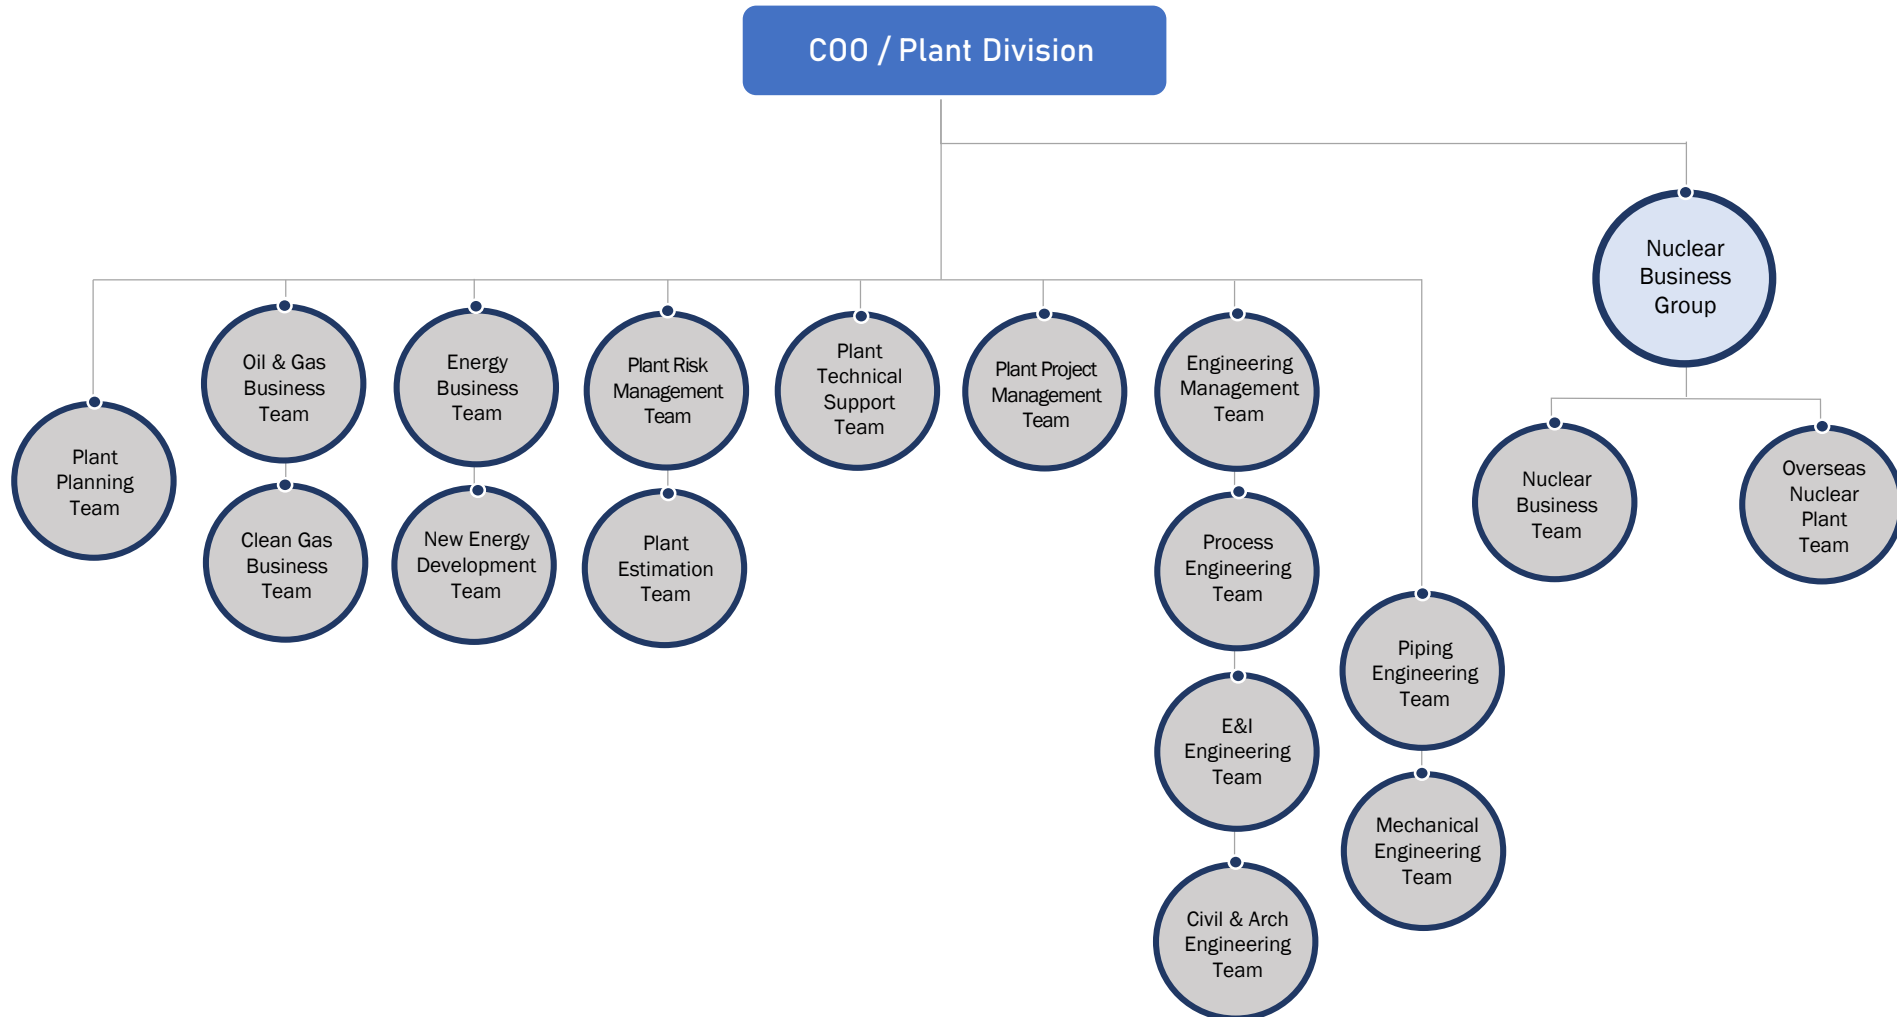 COO / Plant Division
Nuclear
Business
Group
Plant
Planning
Team
Oil & Gas
Business
Team
Clean Gas
Business
Team
Energy
Business
Team
New Energy
Development
Team
Plant Risk
Management
Team
Plant
Estimation
Team
Plant
Technical
Support
Team
Plant Project
Management
Team
Engineering
Management
Team
Process
Engineering
Team
E&I
Engineering
Team
Civil & Arch
Engineering
Team
Piping
Engineering
Team
Mechanical
Engineering
Team
Nuclear
Business
Team
Overseas
Nuclear
Plant
Team